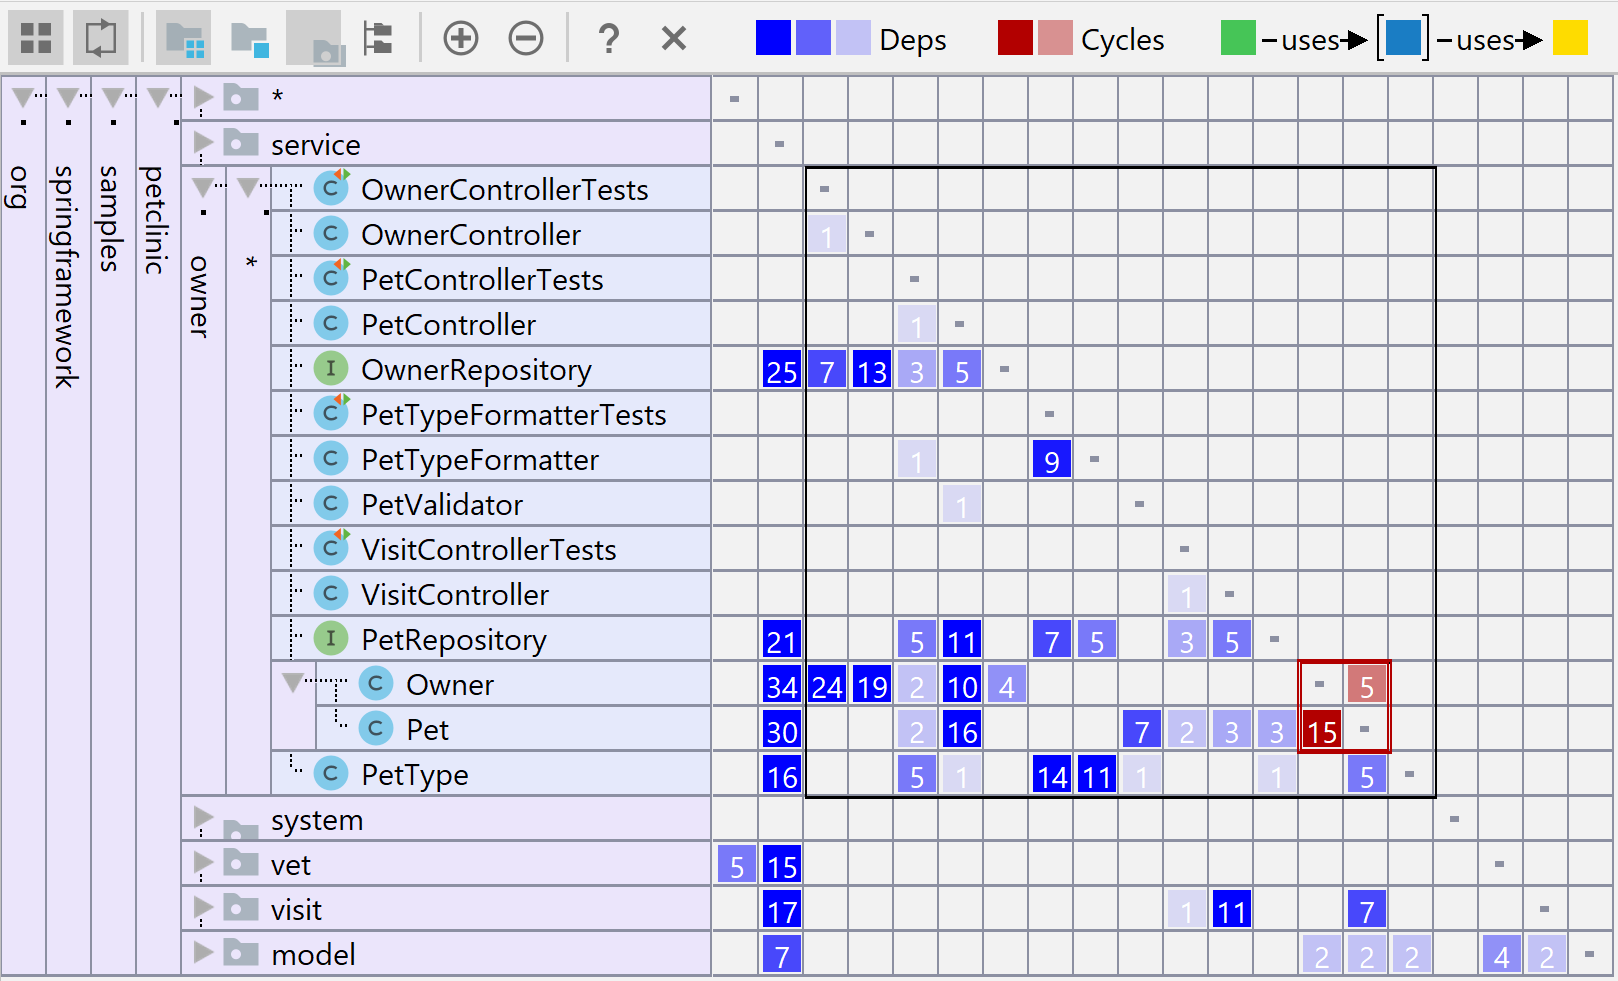 ? × Deps Cycles –uses→ [ ] –uses→
org
springframework
samples
petclinic
*
service
owner
*
OwnerControllerTests
OwnerController 1
PetControllerTests
PetController 1
OwnerRepository 25 7 13 3 5
PetTypeFormatterTests
PetTypeFormatter 1 9
PetValidator 1
VisitControllerTests
VisitController 1
PetRepository 21 5 11 7 5 3 5
Owner 34 24 19 2 10 4 5
Pet 30 2 16 7 2 3 3 15
PetType 16 5 1 14 11 1 1 5
system
vet 5 15
visit 17 1 11 7
model 7 2 2 2 4 2